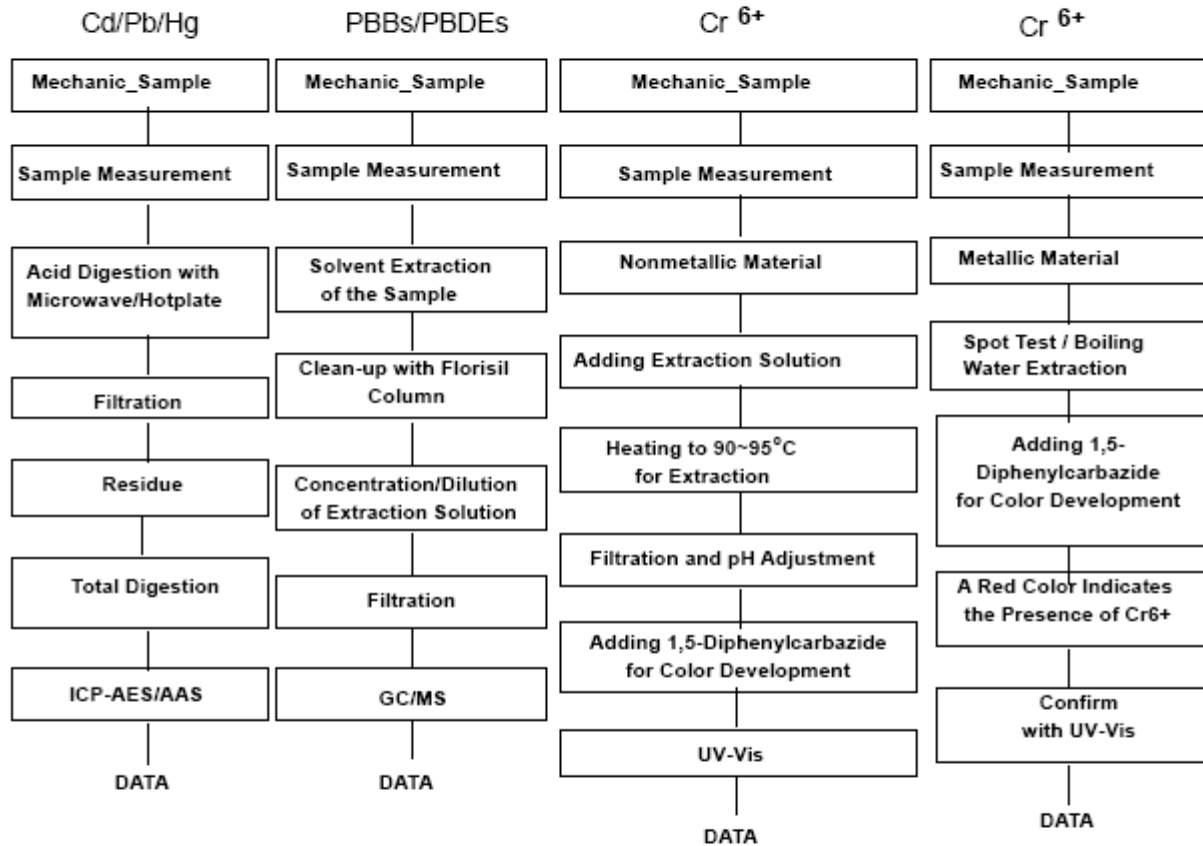 Cd/Pb/Hg
Mechanic_Sample
Sample Measurement
Acid Digestion with
Microwave/Hotplate
Filtration
Residue
Total Digestion
ICP-AES/AAS
DATA
PBBs/PBDEs
Mechanic_Sample
Sample Measurement
Solvent Extraction
of the Sample
Clean-up with Florisil
Column
Concentration/Dilution
of Extraction Solution
Filtration
GC/MS
DATA
Cr 6+
Mechanic_Sample
Sample Measurement
Nonmetallic Material
Adding Extraction Solution
Heating to 90~95°C
for Extraction
Filtration and pH Adjustment
Adding 1,5-Diphenylcarbazide
for Color Development
UV-Vis
DATA
Cr 6+
Mechanic_Sample
Sample Measurement
Metallic Material
Spot Test / Boiling
Water Extraction
Adding 1,5-
Diphenylcarbazide
for Color Development
A Red Color Indicates
the Presence of Cr6+
Confirm
with UV-Vis
DATA